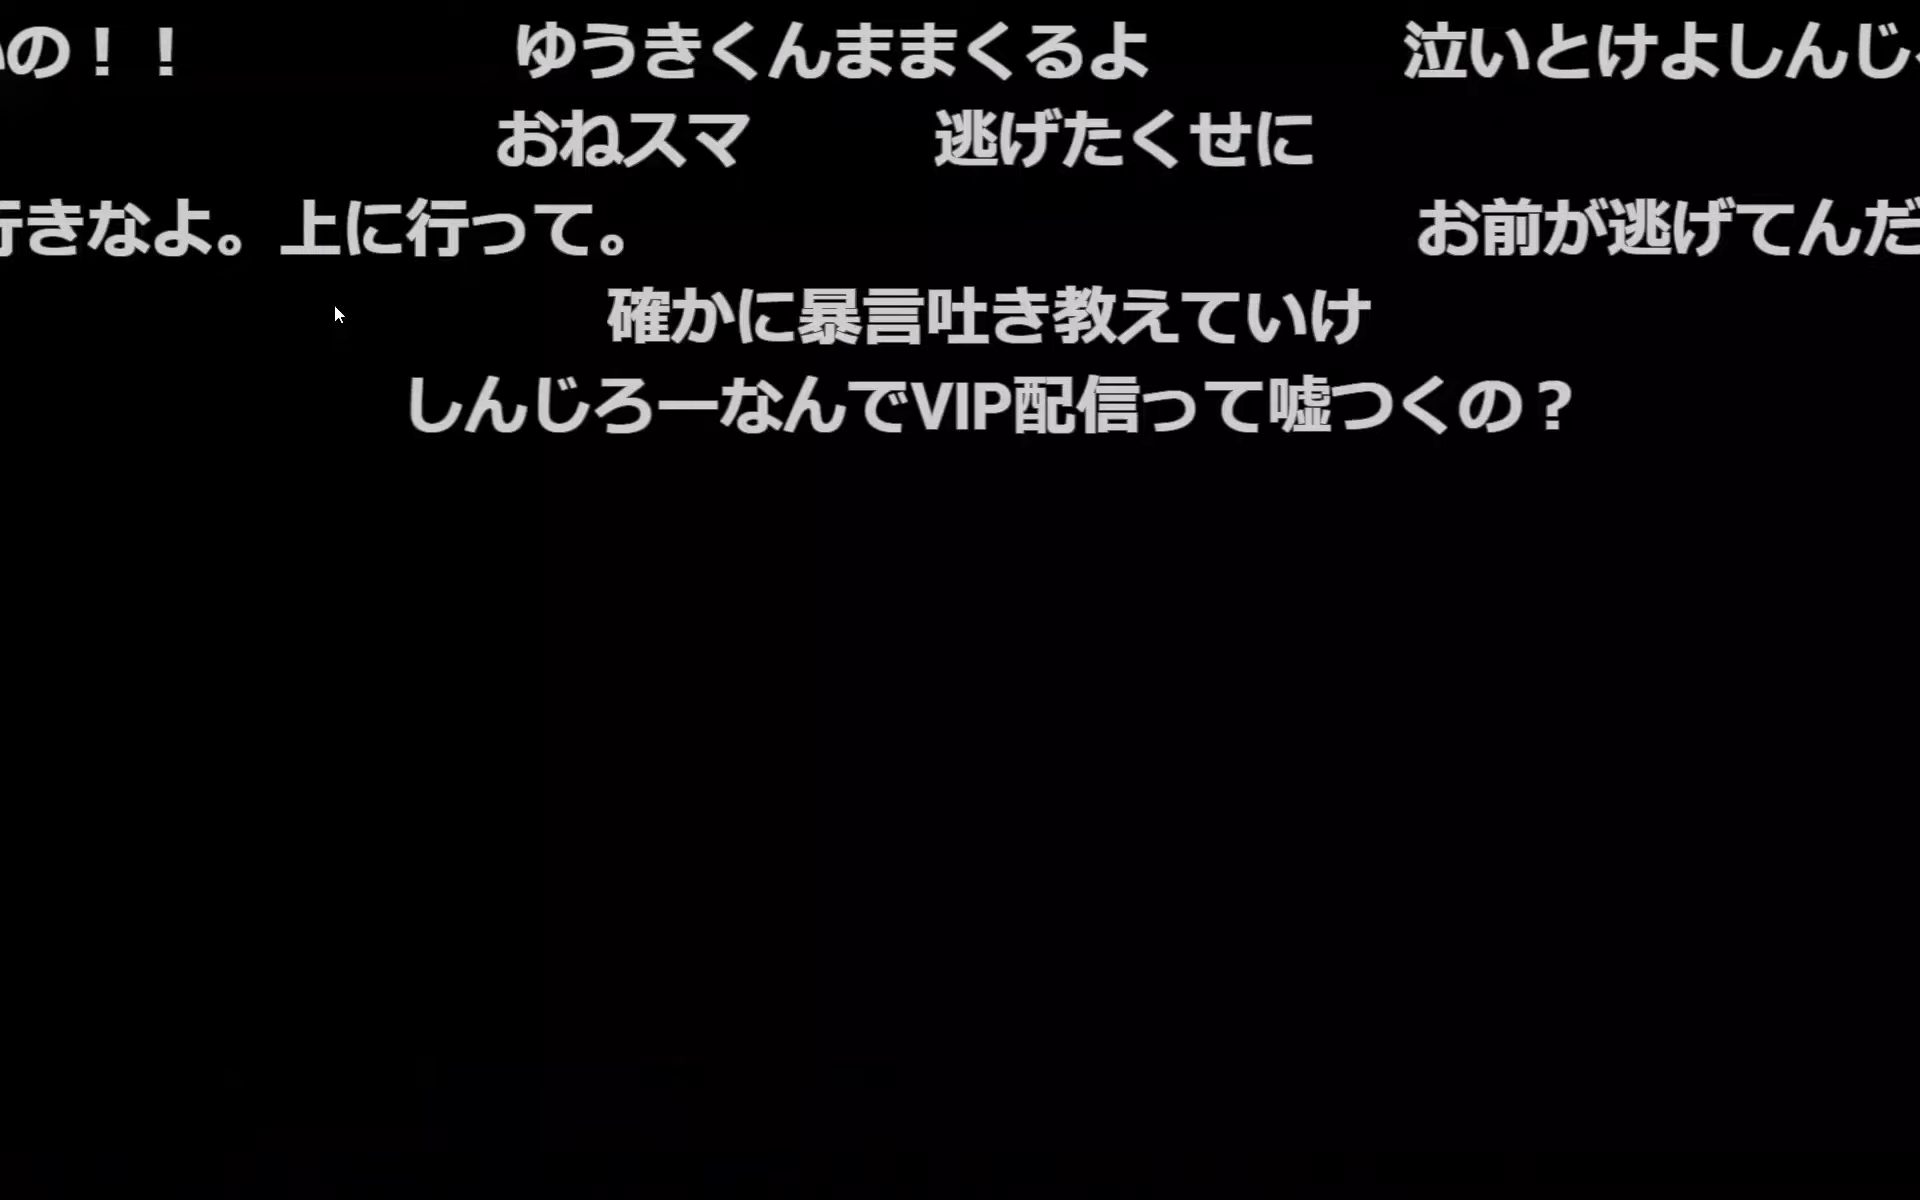 の！！ ゆうきくんままくるよ 泣いとけよしんじ
おねスマ 逃げたくせに
行きなよ。上に行って。 お前が逃げてんだ
確かに暴言吐き教えていけ
しんじろーなんでVIP配信って嘘つくの？